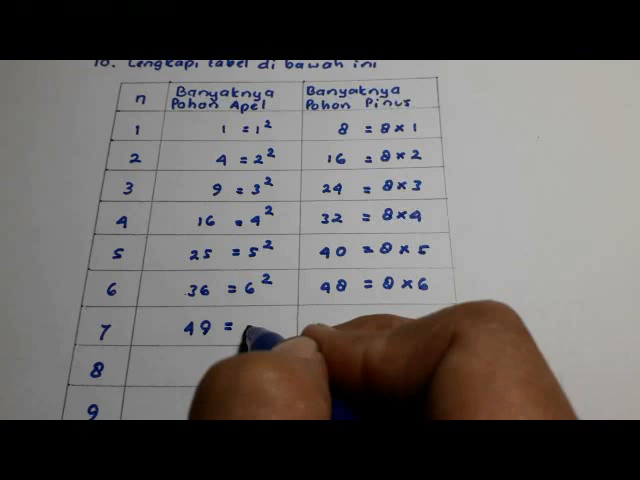 10. Lengkapi tabel di bawah ini
n Banyaknya Pohon Apel Banyaknya Pohon Pinus
1 1 = 1² 8 = 8 × 1
2 4 = 2² 16 = 8 × 2
3 9 = 3² 24 = 8 × 3
4 16 = 4² 32 = 8 × 4
5 25 = 5² 40 = 8 × 5
6 36 = 6² 48 = 8 × 6
7 49 =
8
9